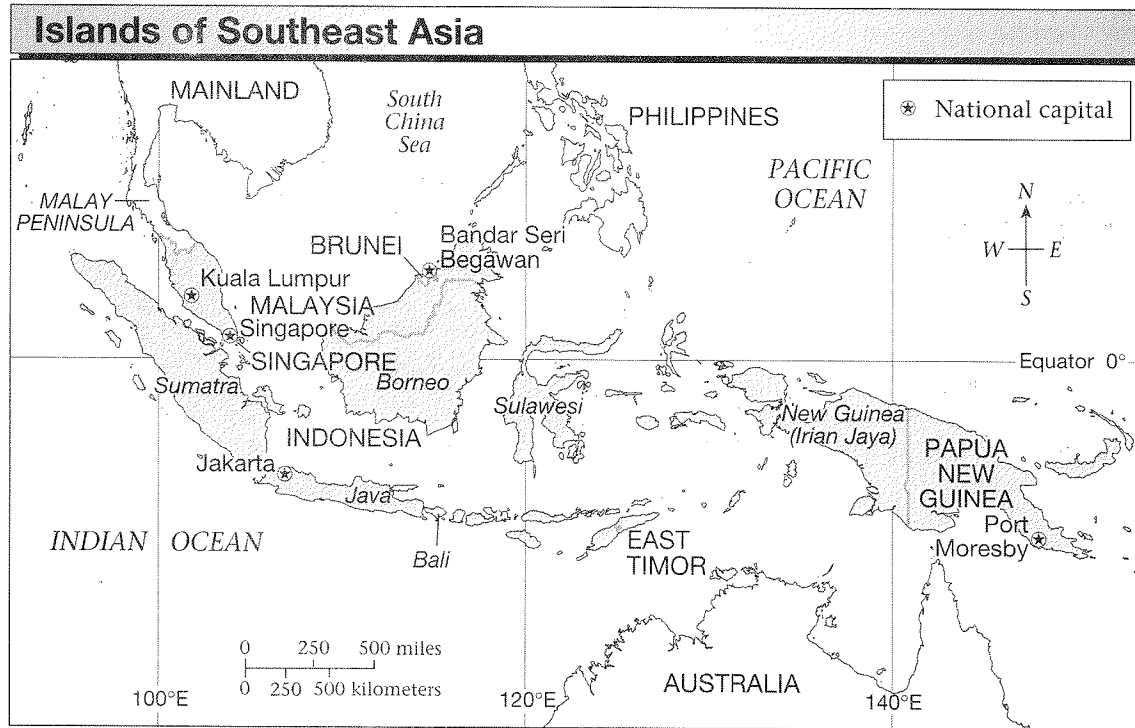 Islands of Southeast Asia
MAINLAND
South
China
Sea
PHILIPPINES
National capital
PACIFIC
OCEAN
MALAY
PENINSULA
N
W E
S
BRUNEI
Bandar Seri
Begawan
Kuala Lumpur
MALAYSIA
Singapore
SINGAPORE
Equator 0°
Sumatra
Borneo
Sulawesi
New Guinea
(Irian Jaya)
INDONESIA
PAPUA
NEW
GUINEA
Jakarta
Java
Port
Moresby
INDIAN OCEAN
Bali
EAST
TIMOR
0 250 500 miles
0 250 500 kilometers
AUSTRALIA
100°E
120°E
140°E